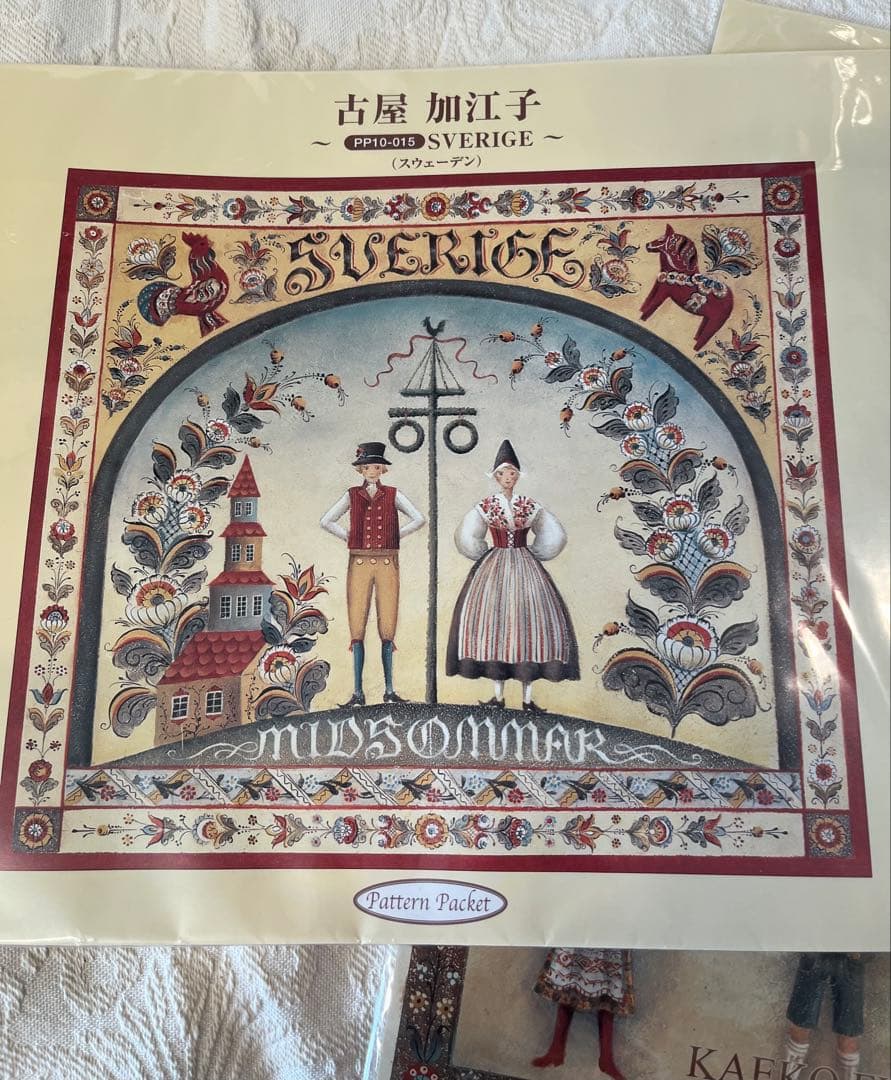 古屋 加江子
～ PP10-015 SVERIGE ～
(スウェーデン)
SVERIGE
MIDSOMMAR
Pattern Packet
KAEKO